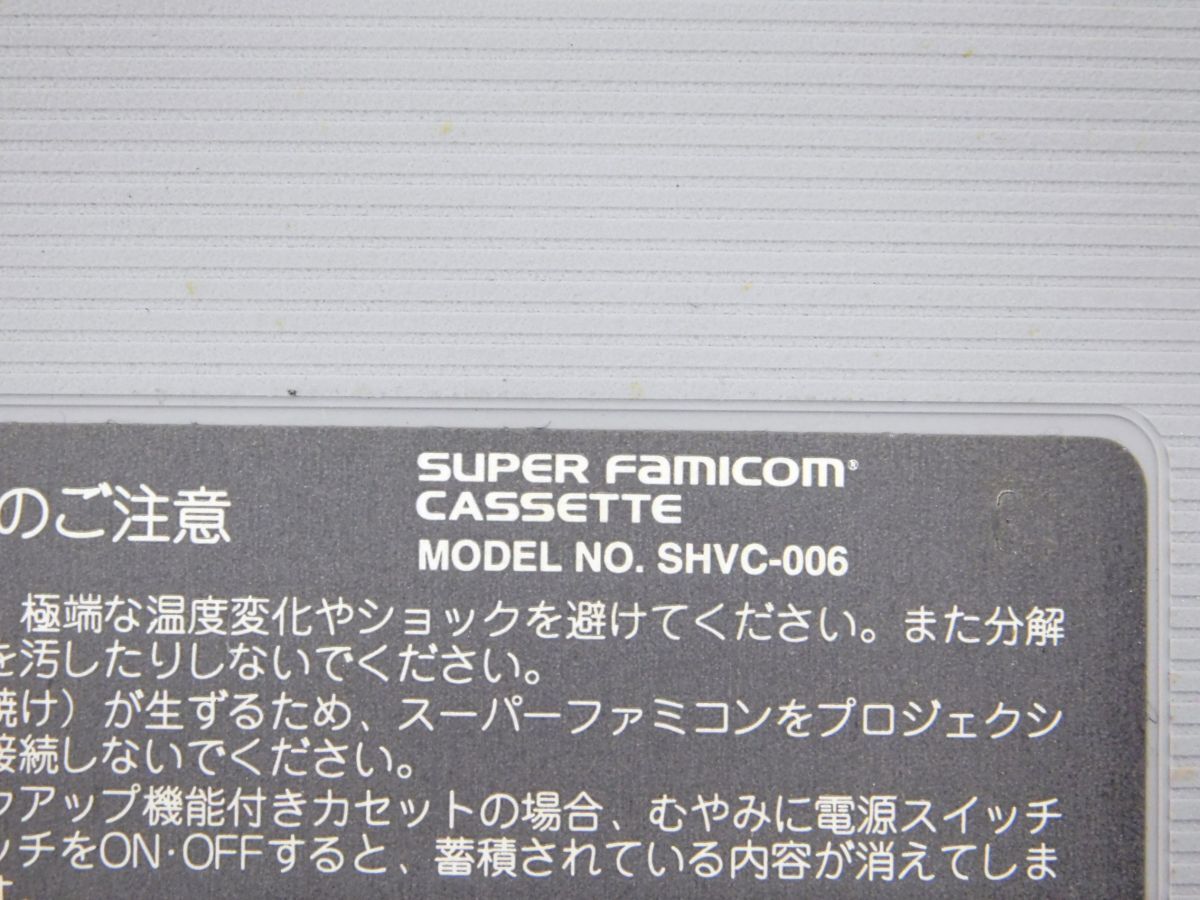 SUPER FAMICOM®
CASSETTE
のご注意
MODEL NO. SHVC-006
極端な温度変化やショックを避けてください。また分解
を汚したりしないでください。
焼け）が生ずるため、スーパーファミコンをプロジェクシ
接続しないでください。
クアップ機能付きカセットの場合、むやみに電源スイッチ
ッチをON·OFFすると、蓄積されている内容が消えてしま